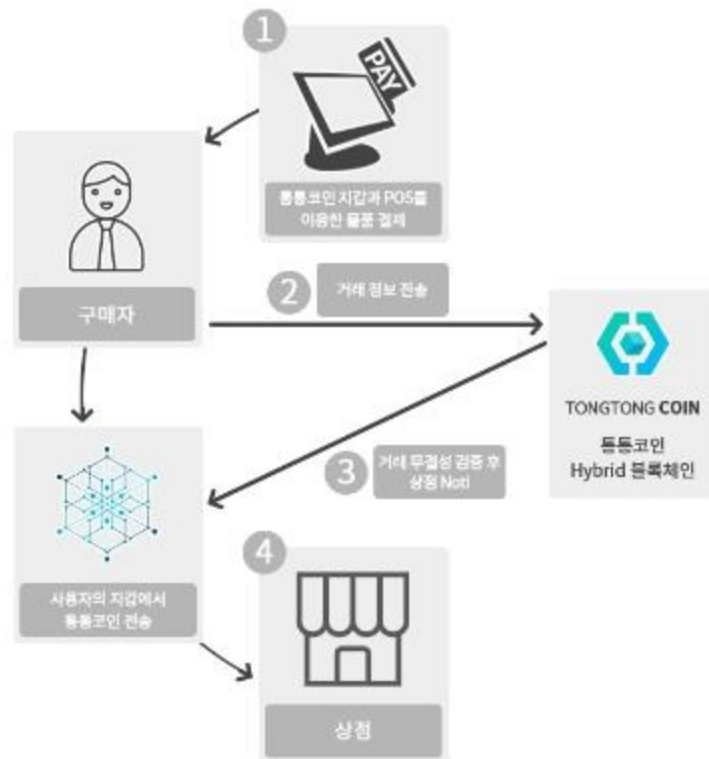 1
PAY
통통코인 지갑과 POS를
이용한 물품 결제
구매자
2
거래 정보 전송
TONGTONG COIN
통통코인
Hybrid 블록체인
3
거래 무결성 검증 후
상점 Noti
사용자의 지갑에서
통통코인 전송
4
상점